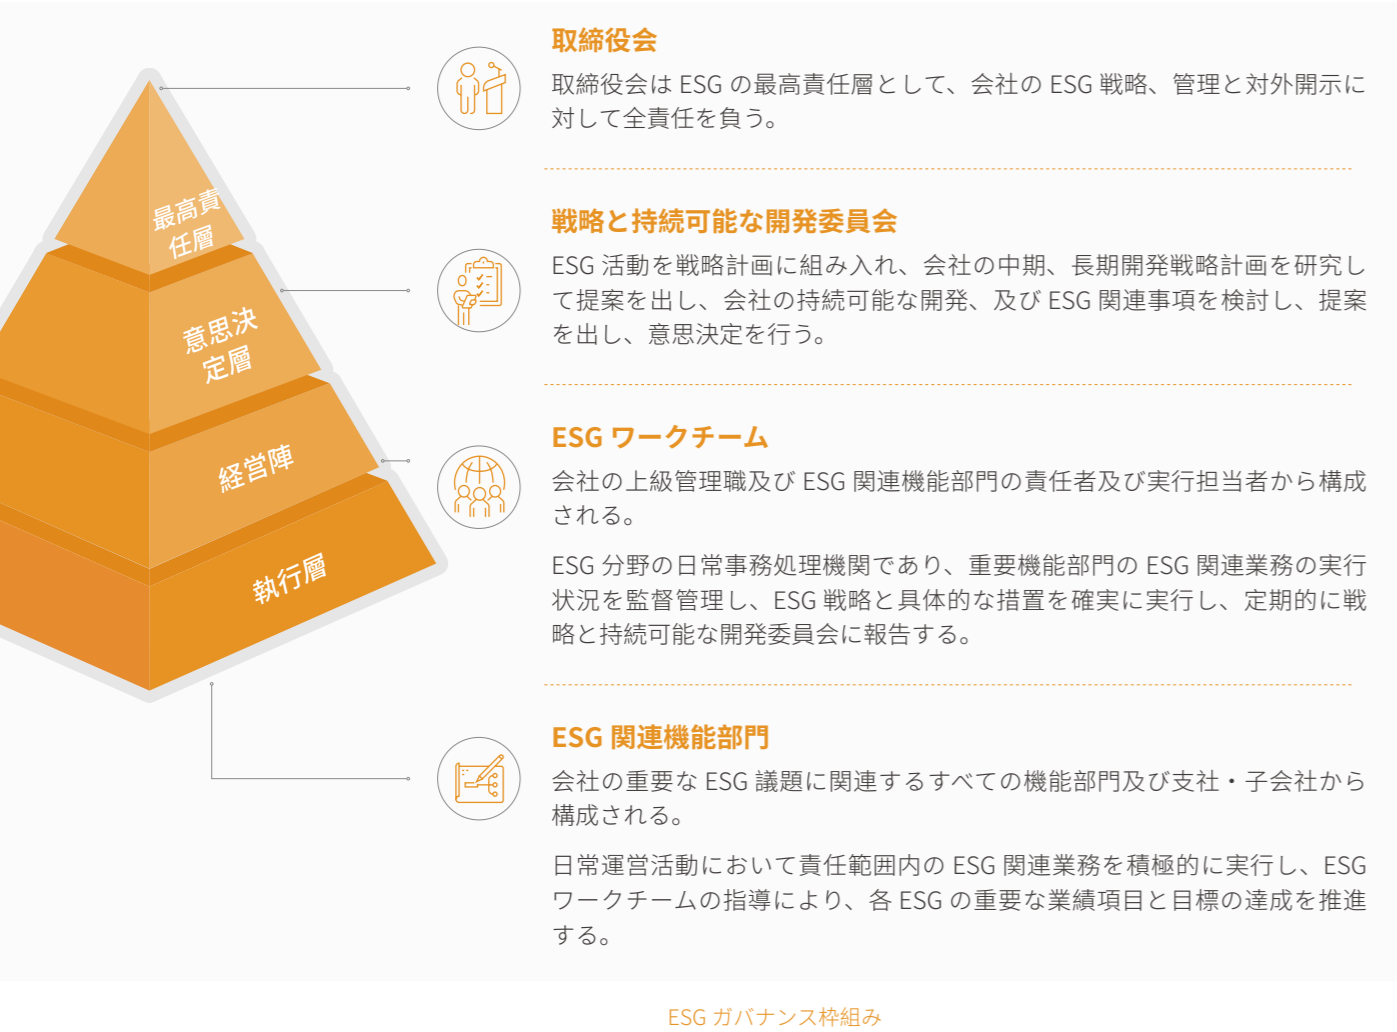 取締役会
取締役会は ESG の最高責任層として、会社の ESG 戦略、管理と対外開示に
対して全責任を負う。
最高責
任層
戦略と持続可能な開発委員会
ESG 活動を戦略計画に組み入れ、会社の中期、長期開発戦略計画を研究し
て提案を出し、会社の持続可能な開発、及び ESG 関連事項を検討し、提案
を出し、意思決定を行う。
意思決
定層
ESG ワークチーム
会社の上級管理職及び ESG 関連機能部門の責任者及び実行担当者から構成
される。
ESG 分野の日常事務処理機関であり、重要機能部門の ESG 関連業務の実行
状況を監督管理し、ESG 戦略と具体的な措置を確実に実行し、定期的に戦
略と持続可能な開発委員会に報告する。
経営陣
執行層
ESG 関連機能部門
会社の重要な ESG 議題に関連するすべての機能部門及び支社・子会社から
構成される。
日常運営活動において責任範囲内の ESG 関連業務を積極的に実行し、ESG
ワークチームの指導により、各 ESG の重要な業績項目と目標の達成を推進
する。
ESG ガバナンス枠組み